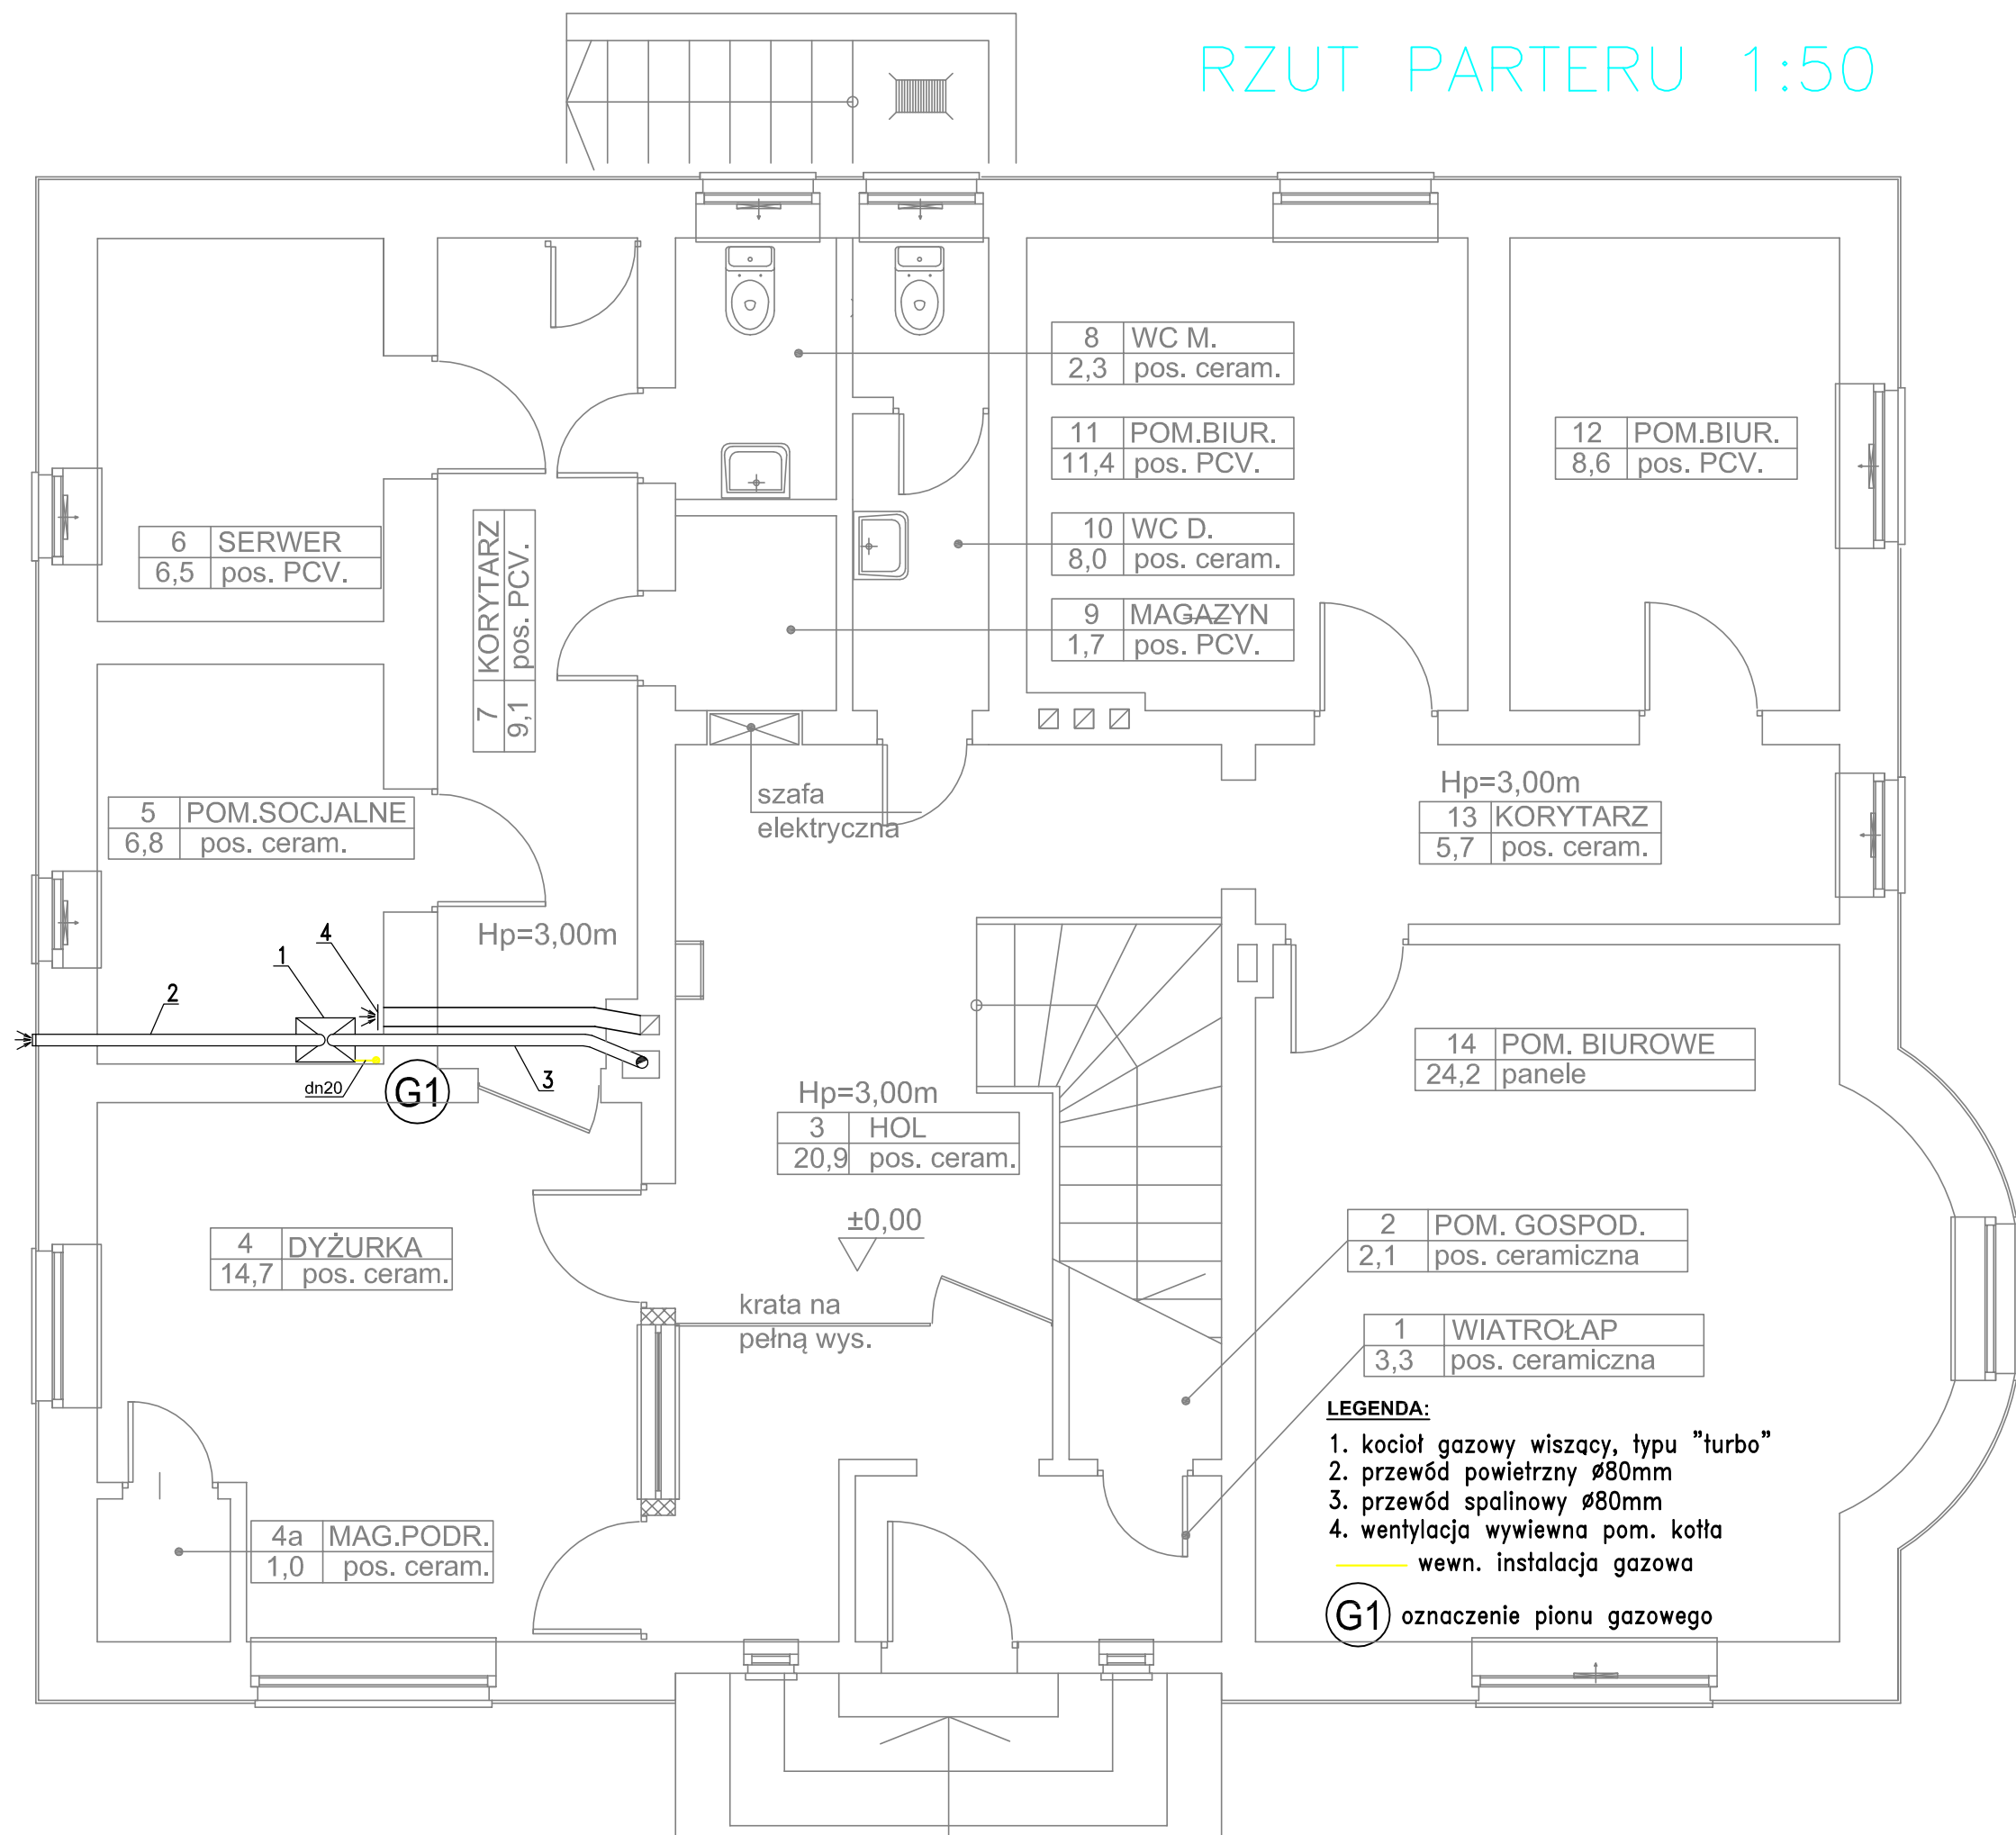 RZUT PARTERU 1:50
8 WC M.
2,3 pos. ceram.
11 POM.BIUR.
11,4 pos. PCV.
12 POM.BIUR.
8,6 pos. PCV.
10 WC D.
8,0 pos. ceram.
9 MAGAZYN
1,7 pos. PCV.
6 SERWER
6,5 pos. PCV.
7 KORYTARZ
9,1 pos. PCV.
szafa
elektryczna
5 POM.SOCJALNE
6,8 pos. ceram.
Hp=3,00m
13 KORYTARZ
5,7 pos. ceram.
Hp=3,00m
4
1
2
3
dn20
G1
14 POM. BIUROWE
24,2 panele
Hp=3,00m
3 HOL
20,9 pos. ceram.
±0,00
4 DYŻURKA
14,7 pos. ceram.
krata na
pełną wys.
2 POM. GOSPOD.
2,1 pos. ceramiczna
1 WIATROŁAP
3,3 pos. ceramiczna
4a MAG.PODR.
1,0 pos. ceram.
LEGENDA:
1. kocioł gazowy wiszący, typu "turbo"
2. przewód powietrzny ø80mm
3. przewód spalinowy ø80mm
4. wentylacja wywiewna pom. kotła
wewn. instalacja gazowa
G1 oznaczenie pionu gazowego